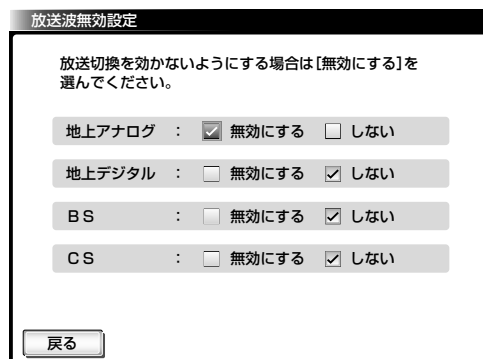 放送波無効設定
放送切換を効かないようにする場合は[無効にする]を
選んでください。
地上アナログ : 無効にする しない
地上デジタル : 無効にする しない
BS : 無効にする しない
CS : 無効にする しない
戻る